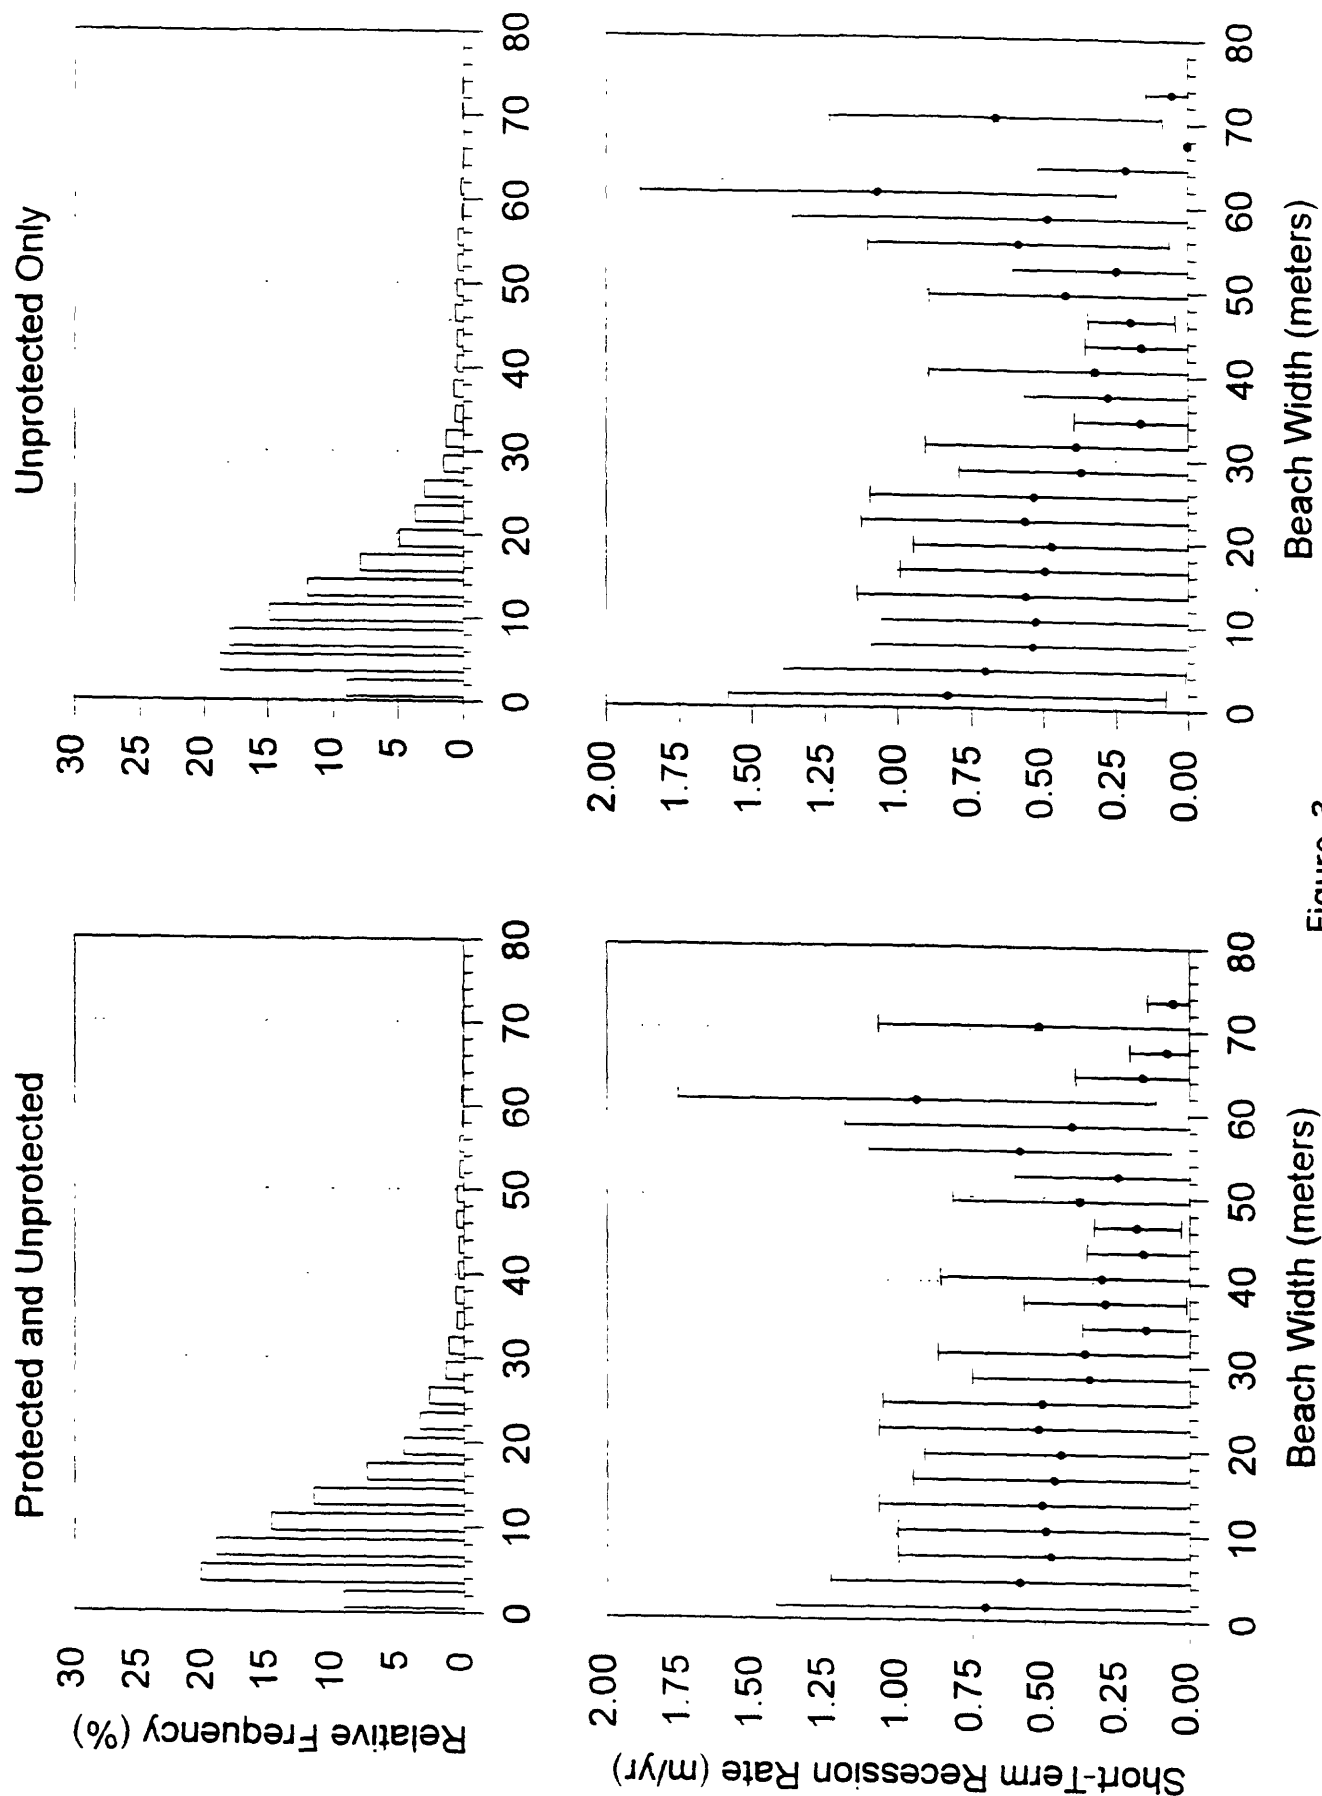 Protected and Unprotected
Unprotected Only
Relative Frequency (%)
30
25
20
15
10
5
0
0 10 20 30 40 50 60 70 80
30
25
20
15
10
5
0
0 10 20 30 40 50 60 70 80
Short-Term Recession Rate (m/yr)
2.00
1.75
1.50
1.25
1.00
0.75
0.50
0.25
0.00
0 10 20 30 40 50 60 70 80
Beach Width (meters)
2.00
1.75
1.50
1.25
1.00
0.75
0.50
0.25
0.00
0 10 20 30 40 50 60 70 80
Beach Width (meters)
Figure